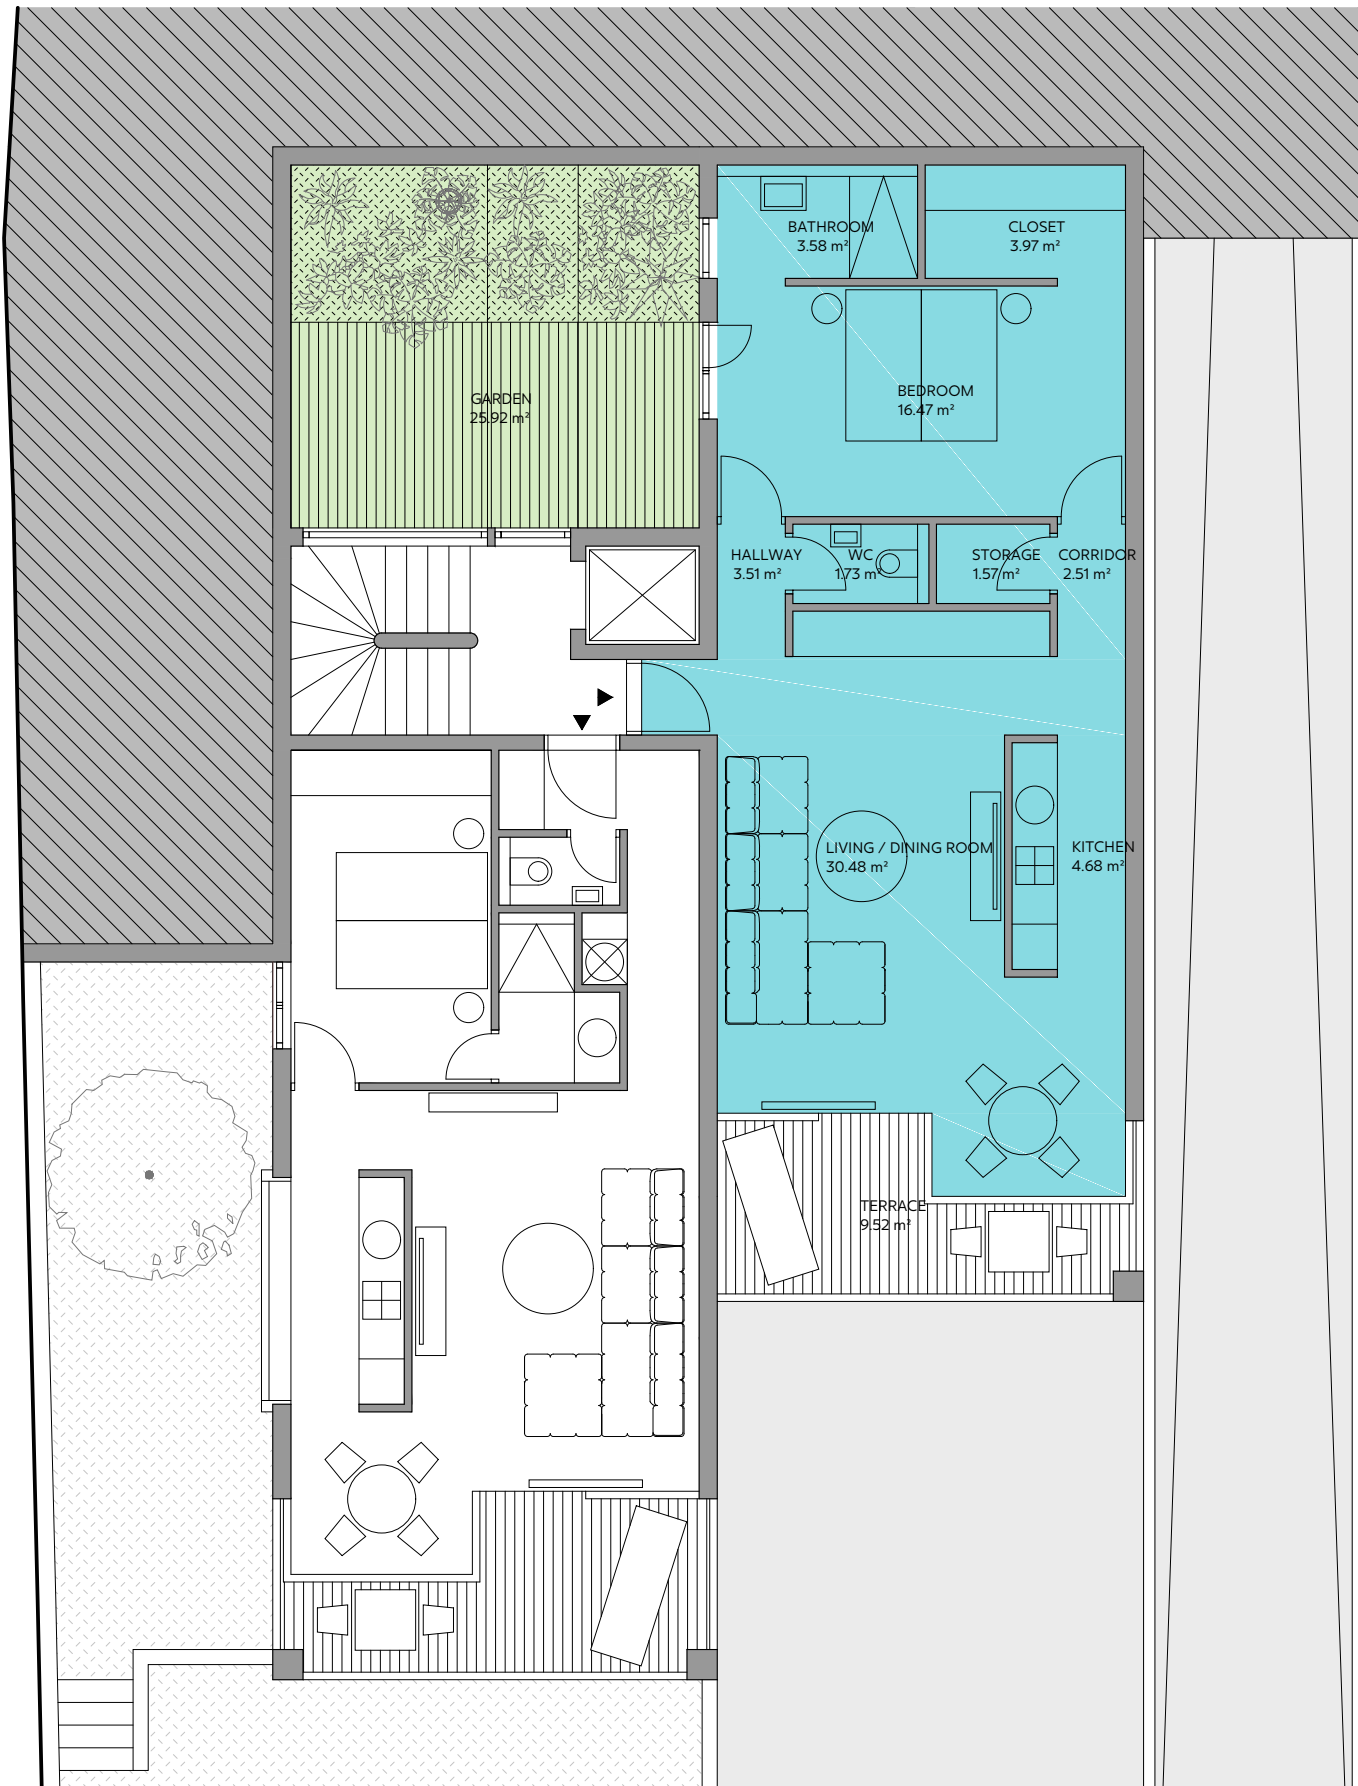 BATHROOM
3.58 m²
CLOSET
3.97 m²
GARDEN
25.92 m²
BEDROOM
16.47 m²
HALLWAY
3.51 m²
WC
1.73 m²
STORAGE
1.57 m²
CORRIDOR
2.51 m²
LIVING / DINING ROOM
30.48 m²
KITCHEN
4.68 m²
TERRACE
9.52 m²